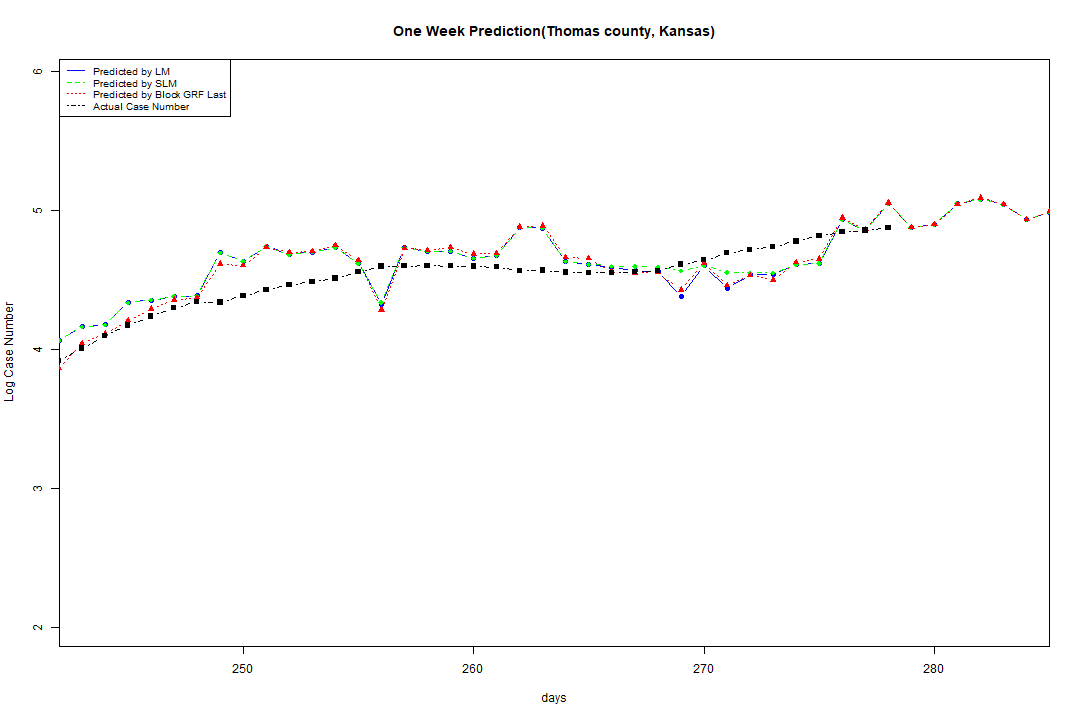 One Week Prediction(Thomas county, Kansas)
Predicted by LM
Predicted by SLM
Predicted by Block GRF Last
Actual Case Number
6
5
4
3
2
Log Case Number
250
260
270
280
days